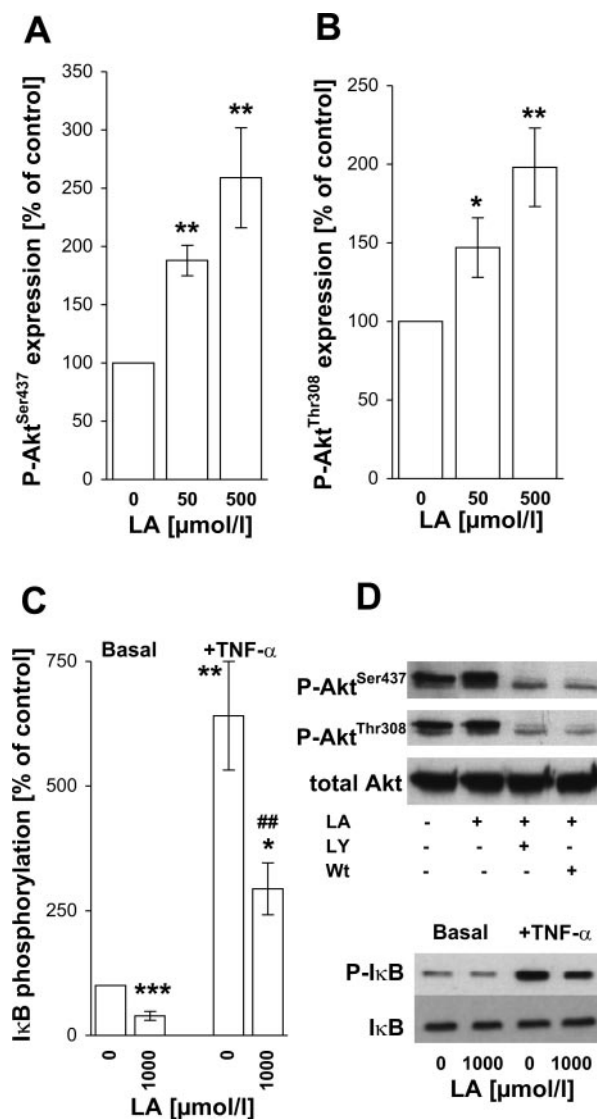 A
P-Akt^Ser437 expression [% of control]
350
300
250
200
150
100
50
0
**
**
0 50 500
LA [µmol/l]
B
P-Akt^Thr308 expression [% of control]
250
200
150
100
50
0
*
**
0 50 500
LA [µmol/l]
C
Basal +TNF-α
IκB phosphorylation [% of control]
750
500
250
100
0
***
**
##
*
0 1000 0 1000
LA [µmol/l]
D
P-Akt^Ser437
P-Akt^Thr308
total Akt
LA - + + +
LY - - + -
Wt - - - +
Basal +TNF-α
P-IκB
IκB
0 1000 0 1000
LA [µmol/l]